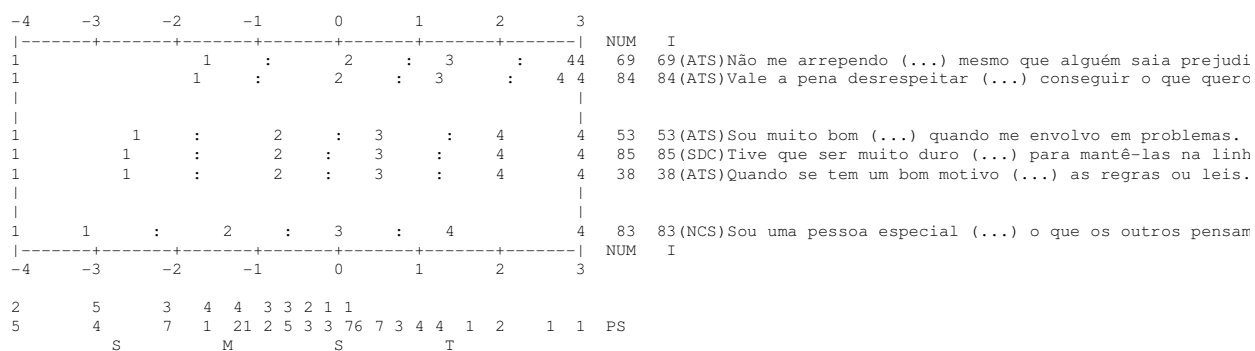 -4 -3 -2 -1 0 1 2 3
|-------+-------+-------+-------+-------+-------+-------| NUM I
1 1 : 2 : 3 : 44 69 69(ATS)Não me arrependo (...) mesmo que alguém saia prejudi
1 1 : 2 : 3 : 4 4 84 84(ATS)Vale a pena desrespeitar (...) conseguir o que quero
| |
| |
1 1 : 2 : 3 : 4 4 53 53(ATS)Sou muito bom (...) quando me envolvo em problemas.
1 1 : 2 : 3 : 4 4 85 85(SDC)Tive que ser muito duro (...) para mantê-las na linh
1 1 : 2 : 3 : 4 4 38 38(ATS)Quando se tem um bom motivo (...) as regras ou leis.
| |
| |
1 1 : 2 : 3 : 4 4 83 83(NCS)Sou uma pessoa especial (...) o que os outros pensam
|-------+-------+-------+-------+-------+-------+-------| NUM I
-4 -3 -2 -1 0 1 2 3
2 5 3 4 4 3 3 2 1 1
5 4 7 1 21 2 5 3 3 76 7 3 4 4 1 2 1 1 PS
S M S T